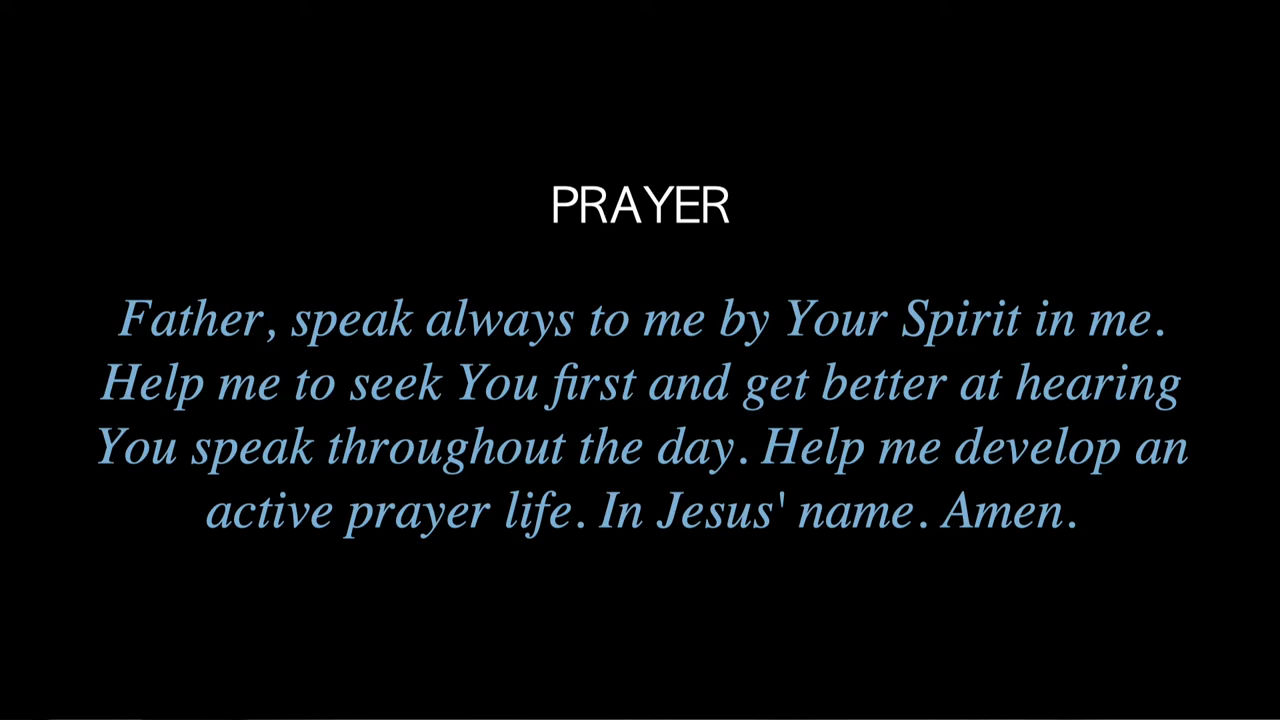 PRAYER
Father, speak always to me by Your Spirit in me.
Help me to seek You first and get better at hearing
You speak throughout the day. Help me develop an
active prayer life. In Jesus' name. Amen.